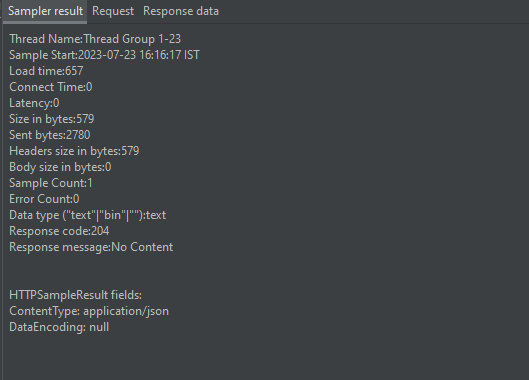 Sampler result Request Response data
Thread Name:Thread Group 1-23
Sample Start:2023-07-23 16:16:17 IST
Load time:657
Connect Time:0
Latency:0
Size in bytes:579
Sent bytes:2780
Headers size in bytes:579
Body size in bytes:0
Sample Count:1
Error Count:0
Data type ("text"|"bin"|""):text
Response code:204
Response message:No Content
HTTPSampleResult fields:
ContentType: application/json
DataEncoding: null